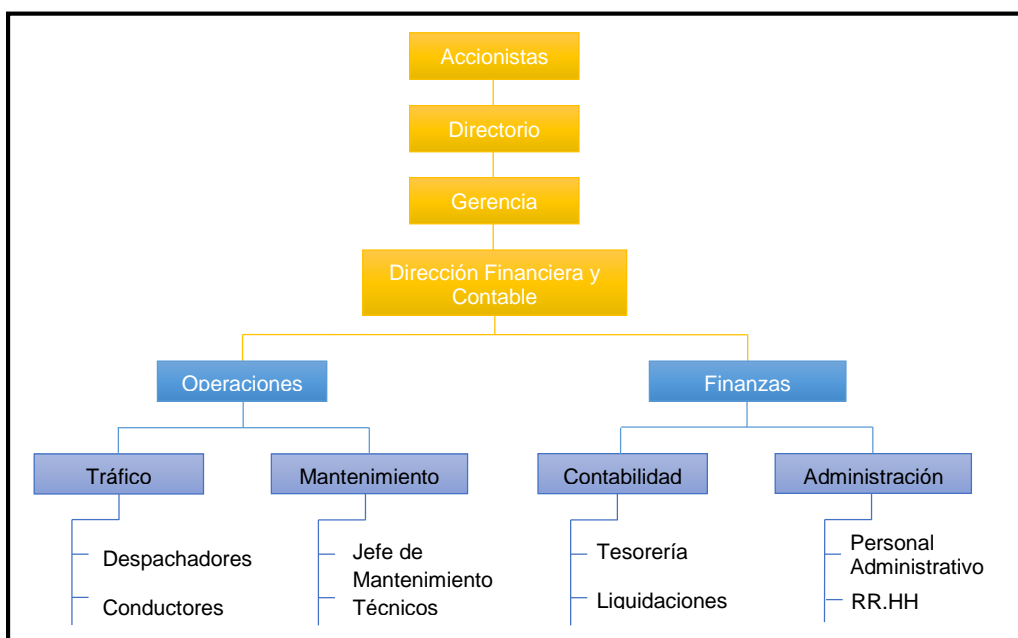 Accionistas
Directorio
Gerencia
Dirección Financiera y
Contable
Operaciones
Finanzas
Tráfico
Mantenimiento
Contabilidad
Administración
Despachadores
Conductores
Jefe de
Mantenimiento
Técnicos
Tesorería
Liquidaciones
Personal
Administrativo
RR.HH